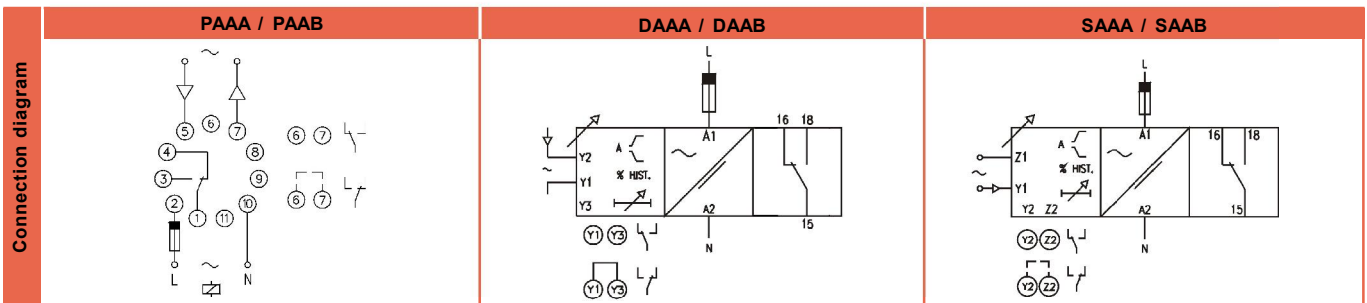 Connection diagram
PAAA / PAAB
~
5 6 7
4 8
3 9
2 1 11 10
L ~ N
6 7
6 7
DAAA / DAAB
L
A1 16 18
Y2 A ~
~ Y1 % HIST.
Y3 A2 15
N
Y1 Y3
Y1 Y3
SAAA / SAAB
L
A1 16 18
Z1 A ~
~ Y1 % HIST.
Y2 Z2 A2 15
N
Y2 Z2
Y2 Z2